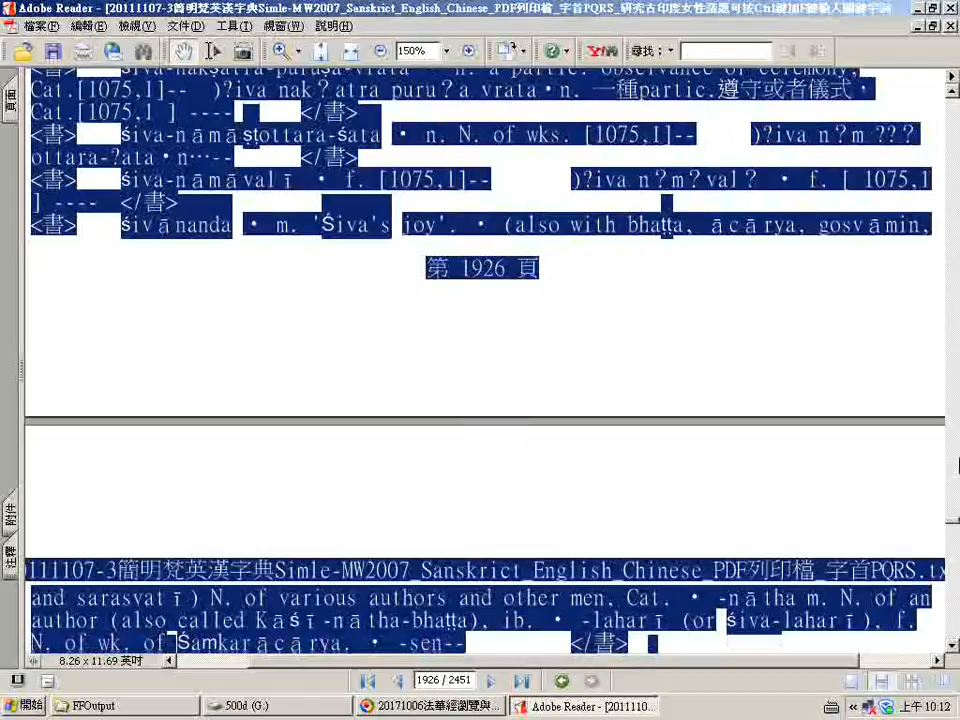 Adobe Reader - [20111107-3簡明梵英漢字典Simle-MW2007_Sanskrict_English_Chinese_PDF列印檔_字首PQRS_研究古印度女性話題可按Ctrl鍵加F鍵輸入關鍵字詞
檔案(F) 編輯(E) 檢視(V) 文件(D) 工具(T) 視窗(W) 說明(H)
150% 尋找：
頁面
Cat.[1075,1]-- )?iva nak?atra puru?a vrata‧n. 一種partic.遵守或者儀式，
Cat.[1075,1 ] ---- </書>
<書> śiva-nāmāṣṭottara-śata ‧ n. N. of wks. [1075,1]-- )?iva n?m ???
ottara-?ata‧n…-- </書>
<書> śiva-nāmāvalī ‧ f. [1075,1]-- )?iva n?m?val? ‧ f. [ 1075,1
] ---- </書>
<書> śivānanda ‧ m. 'Śiva's joy'. ‧ (also with bhaṭṭa, ācārya, gosvāmin,
第 1926 頁
附件
註釋
111107-3簡明梵英漢字典Simle-MW2007_Sanskrict_English_Chinese_PDF列印檔_字首PQRS.tx
and sarasvatī) N. of various authors and other men, Cat. ‧ -nātha m. N. of an
author (also called Kāśī-nātha-bhaṭṭa), ib. ‧ -laharī (or śiva-laharī), f.
N. of wk. of Śaṃkarācārya. ‧ -sen-- </書>
8.26 x 11.69 英吋
1926 / 2451
開始 FFOutput 500d (G:) 20171006法華經瀏覽與... Adobe Reader - [2011110... 上午 10:12